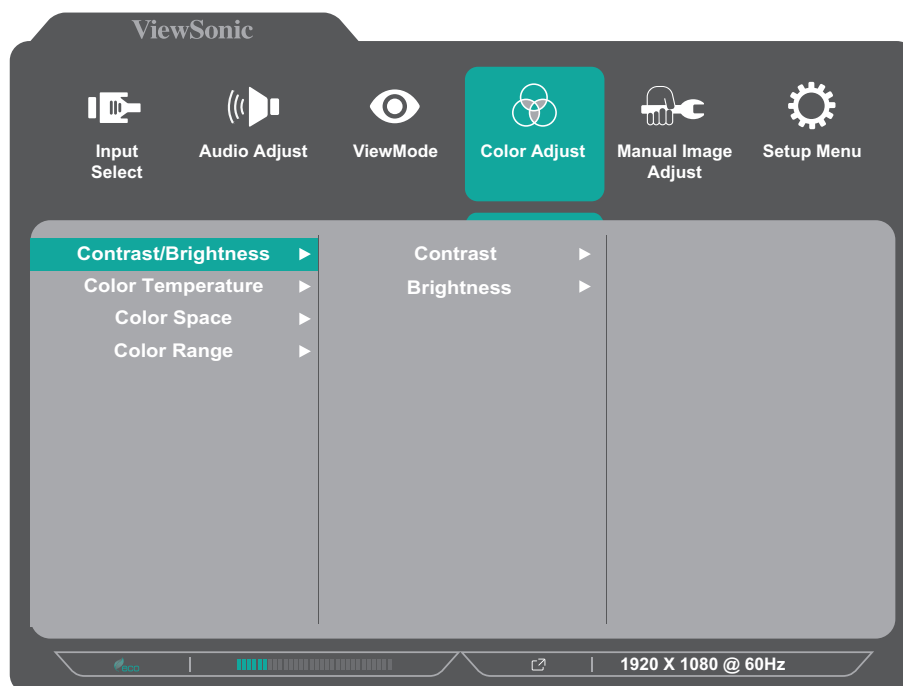 ViewSonic
Input
Select
Audio Adjust
ViewMode
Color Adjust
Manual Image
Adjust
Setup Menu
Contrast/Brightness
Contrast
Color Temperature
Brightness
Color Space
Color Range
eco
1920 X 1080 @ 60Hz